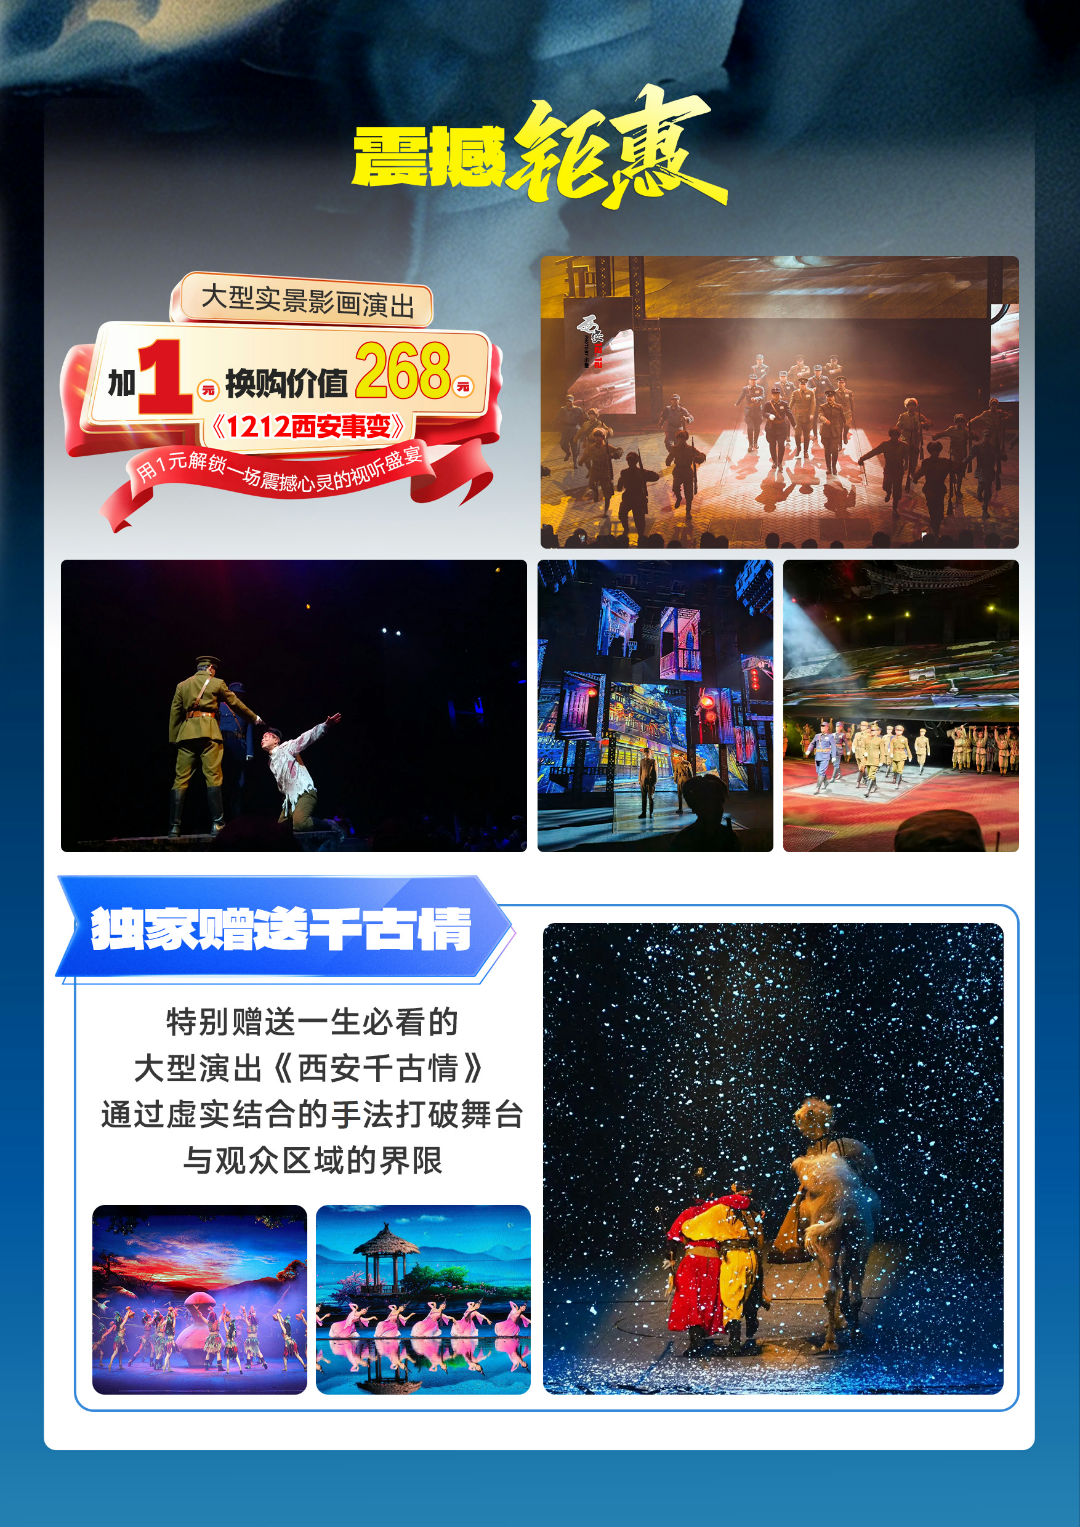 震撼钜惠
大型实景影画演出
加1元换购价值268元
《1212西安事变》
用1元解锁一场震撼心灵的视听盛宴
独家赠送千古情
特别赠送一生必看的
大型演出《西安千古情》
通过虚实结合的手法打破舞台
与观众区域的界限